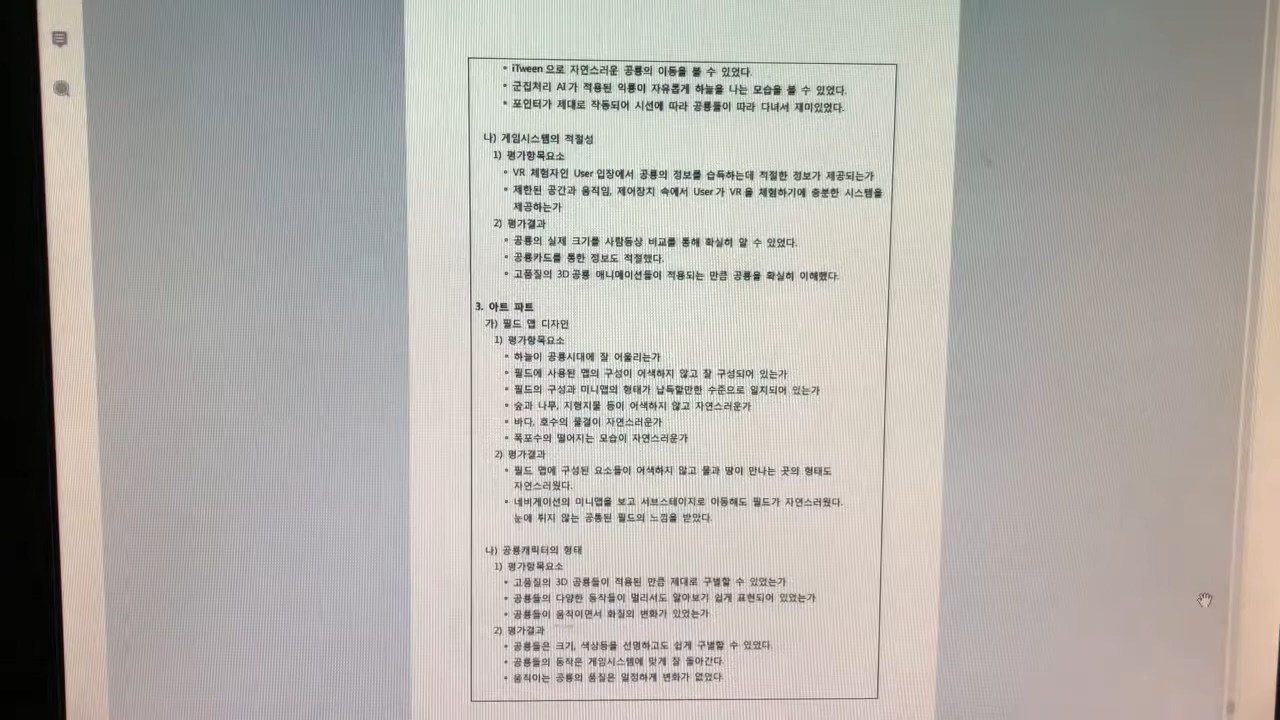 ▪ iTween으로 자연스러운 공룡의 이동을 볼 수 있었다.
▪ 군집처리 AI가 적용된 익룡이 자유롭게 하늘을 나는 모습을 볼 수 있었다.
▪ 포인터가 제대로 작동되어 시선에 따라 공룡들이 따라 다녀서 재미있었다.
나) 게임시스템의 적절성
1) 평가항목요소
▪ VR 체험자인 User 입장에서 공룡의 정보를 습득하는데 적절한 정보가 제공되는가
▪ 제한된 공간과 움직임, 제어장치 속에서 User가 VR을 체험하기에 충분한 시스템을
제공하는가
2) 평가결과
▪ 공룡의 실제 크기를 사람동상 비교를 통해 확실히 알 수 있었다.
▪ 공룡카드를 통한 정보도 적절했다.
▪ 고품질의 3D공룡 애니메이션들이 적용되는 만큼 공룡을 확실히 이해했다.
3. 아트 파트
가) 필드 맵 디자인
1) 평가항목요소
▪ 하늘이 공룡시대에 잘 어울리는가
▪ 필드에 사용된 맵의 구성이 어색하지 않고 잘 구성되어 있는가
▪ 필드의 구성과 미니맵의 형태가 납득할만한 수준으로 일치되어 있는가
▪ 숲과 나무, 지형지물 등이 어색하지 않고 자연스러운가
▪ 바다, 호수의 물결이 자연스러운가
▪ 폭포수의 떨어지는 모습이 자연스러운가
2) 평가결과
▪ 필드 맵에 구성된 요소들이 어색하지 않고 물과 땅이 만나는 곳의 형태도
자연스러웠다.
▪ 네비게이션의 미니맵을 보고 서브스테이지로 이동해도 필드가 자연스러웠다.
눈에 튀지 않는 공통된 필드의 느낌을 받았다.
나) 공룡캐릭터의 형태
1) 평가항목요소
▪ 고품질의 3D 공룡들이 적용된 만큼 제대로 구별할 수 있었는가
▪ 공룡들의 다양한 동작들이 멀리서도 알아보기 쉽게 표현되어 있었는가
▪ 공룡들이 움직이면서 화질의 변화가 있었는가
2) 평가결과
▪ 공룡들은 크기, 색상등을 선명하고도 쉽게 구별할 수 있었다.
▪ 공룡들의 동작은 게임시스템에 맞게 잘 돌아간다.
▪ 움직이는 공룡의 품질은 일정하게 변화가 없었다.